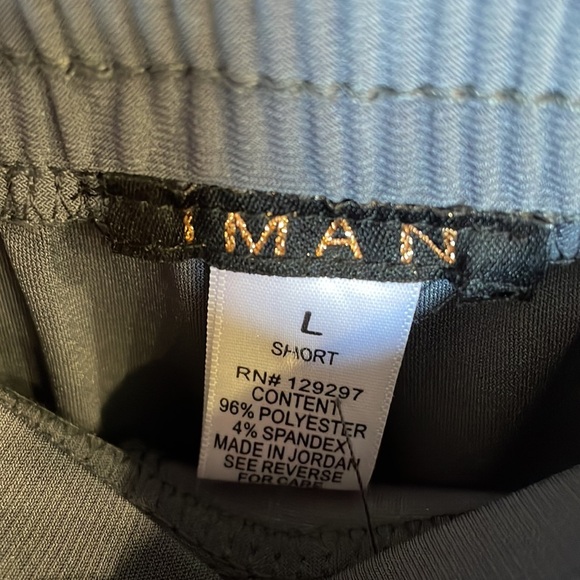 IMAN
L
SHORT
RN# 129297
CONTENT
96% POLYESTER
4% SPANDEX
MADE IN JORDAN
SEE REVERSE
FOR CARE